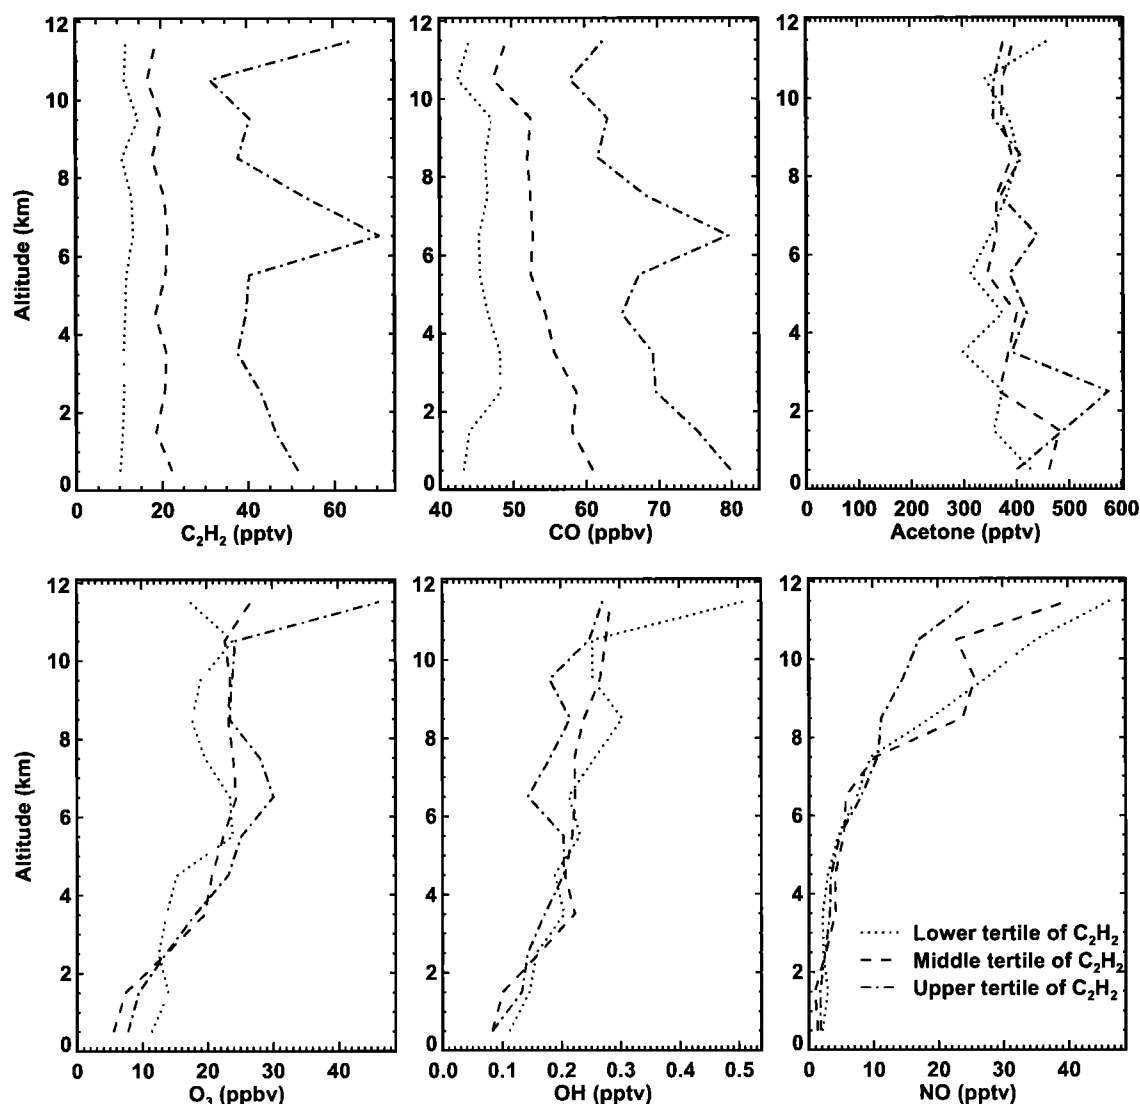 12
10
8
6
4
2
0
Altitude (km)
0 20 40 60
C₂H₂ (pptv)
12
10
8
6
4
2
0
40 50 60 70 80
CO (ppbv)
12
10
8
6
4
2
0
0 100 200 300 400 500 600
Acetone (pptv)
12
10
8
6
4
2
0
Altitude (km)
0 10 20 30 40
O₃ (ppbv)
12
10
8
6
4
2
0
0.0 0.1 0.2 0.3 0.4 0.5
OH (pptv)
12
10
8
6
4
2
0
Lower tertile of C₂H₂
Middle tertile of C₂H₂
Upper tertile of C₂H₂
0 10 20 30 40
NO (pptv)